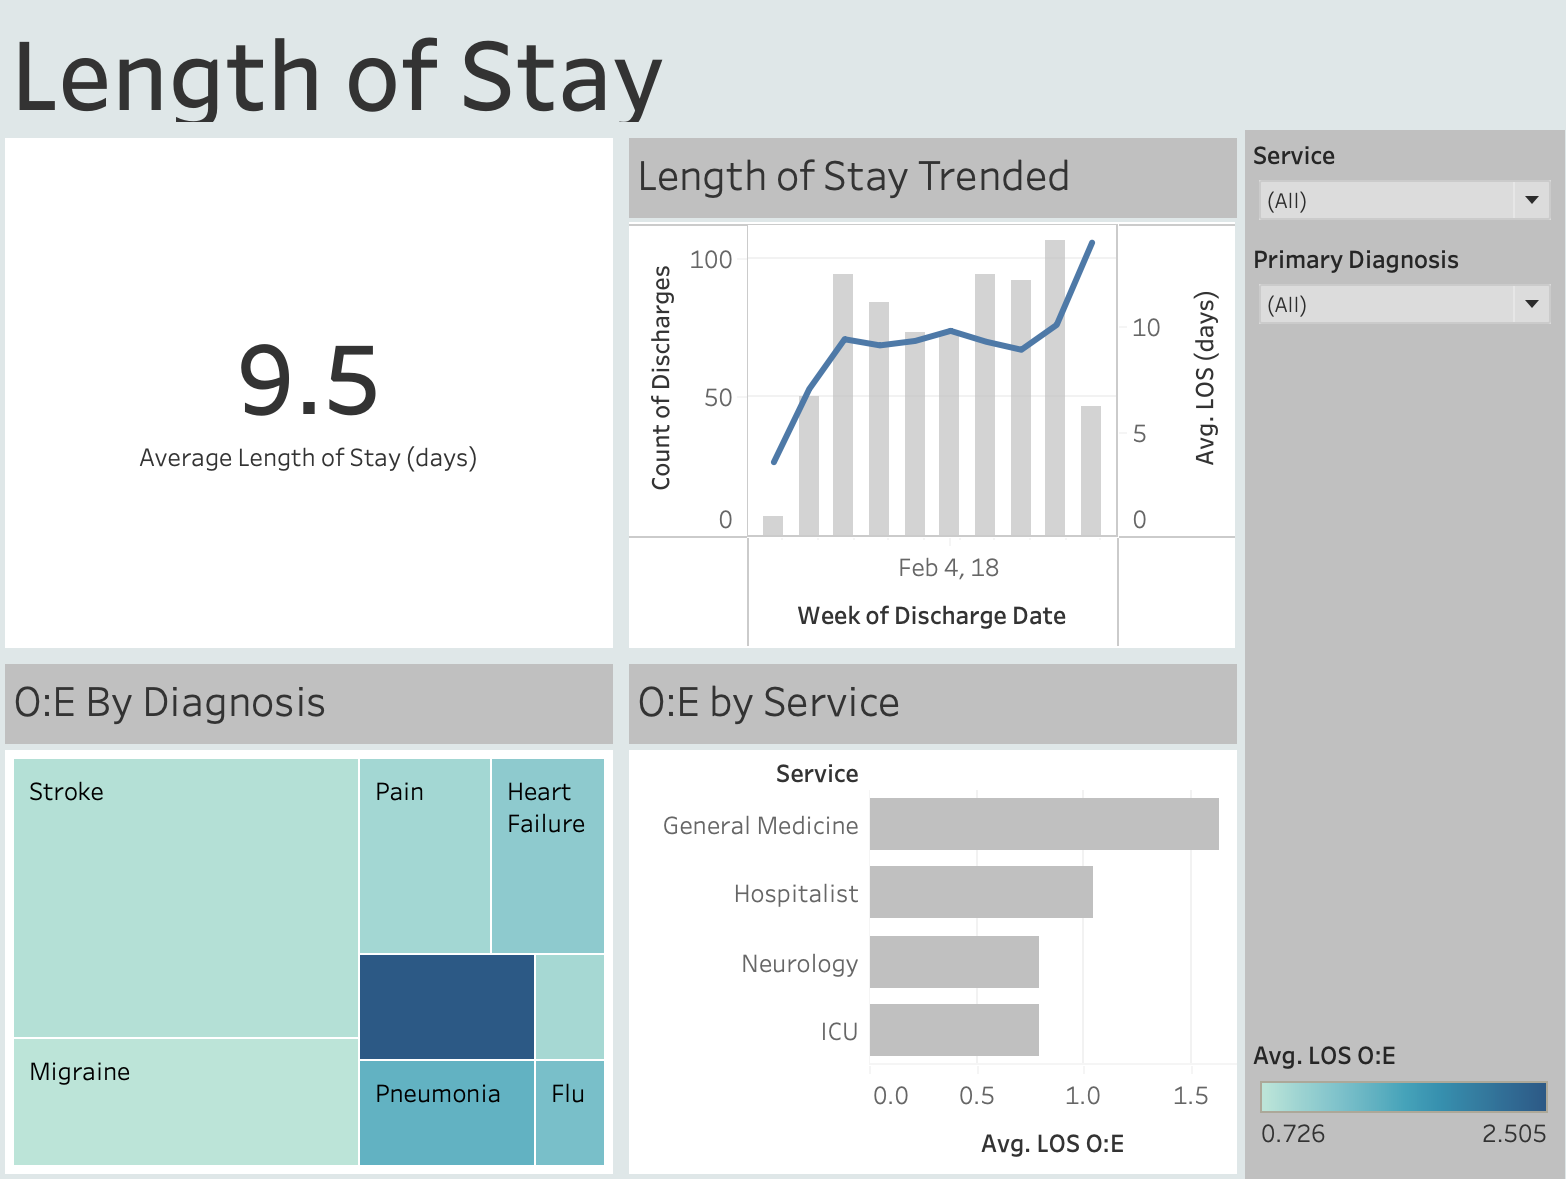 Length of Stay
9.5
Average Length of Stay (days)
Length of Stay Trended
Count of Discharges
100
50
0
10
5
0
Avg. LOS (days)
Feb 4, 18
Week of Discharge Date
Service
(All)
Primary Diagnosis
(All)
O:E By Diagnosis
Stroke
Pain
Heart
Failure
Migraine
Pneumonia
Flu
O:E by Service
Service
General Medicine
Hospitalist
Neurology
ICU
0.0 0.5 1.0 1.5
Avg. LOS O:E
Avg. LOS O:E
0.726 2.505